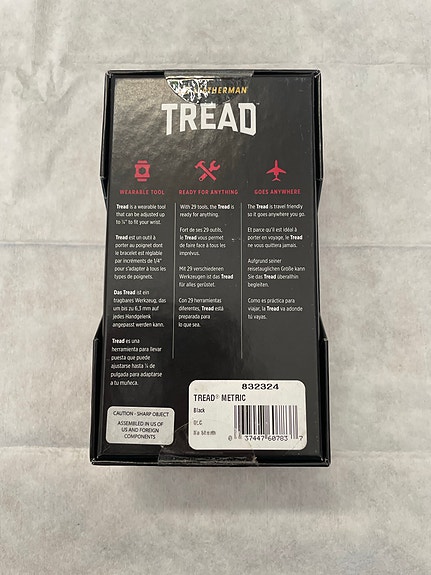 THERMAN
TREAD
WEARABLE TOOL
Tread is a wearable tool
that can be adjusted up
to ¼" to fit your wrist.
Tread est un outil à
porter au poignet dont
le bracelet est réglable
par incréments de 1/4"
pour s'adapter à tous les
types de poignets.
Das Tread ist ein
tragbares Werkzeug, das
um bis zu 6,3 mm auf
jedes Handgelenk
angepasst werden kann.
Tread es una
herramienta para llevar
puesta que puede
ajustarse hasta ¼ de
pulgada para adaptarse
a tu muñeca.
READY FOR ANYTHING
With 29 tools, the Tread is
ready for anything.
Fort de ses 29 outils,
le Tread vous permet
de faire face à tous les
imprévus.
Mit 29 verschiedenen
Werkzeugen ist das Tread
für alles gerüstet.
Con 29 herramientas
diferentes, Tread está
preparada para
lo que sea.
GOES ANYWHERE
The Tread is travel friendly
so it goes anywhere you go.
Et parce qu'il est idéal à
porter en voyage, le Tread
ne vous quittera jamais.
Aufgrund seiner
reisetauglichen Größe kann
Sie das Tread überallhin
begleiten.
Como es práctica para
viajar, la Tread va adonde
tú vayas.
CAUTION - SHARP OBJECT
ASSEMBLED IN US OF
US AND FOREIGN
COMPONENTS
832324
TREAD® METRIC
Black
DLC
No Sheath
0 37447 60783 7